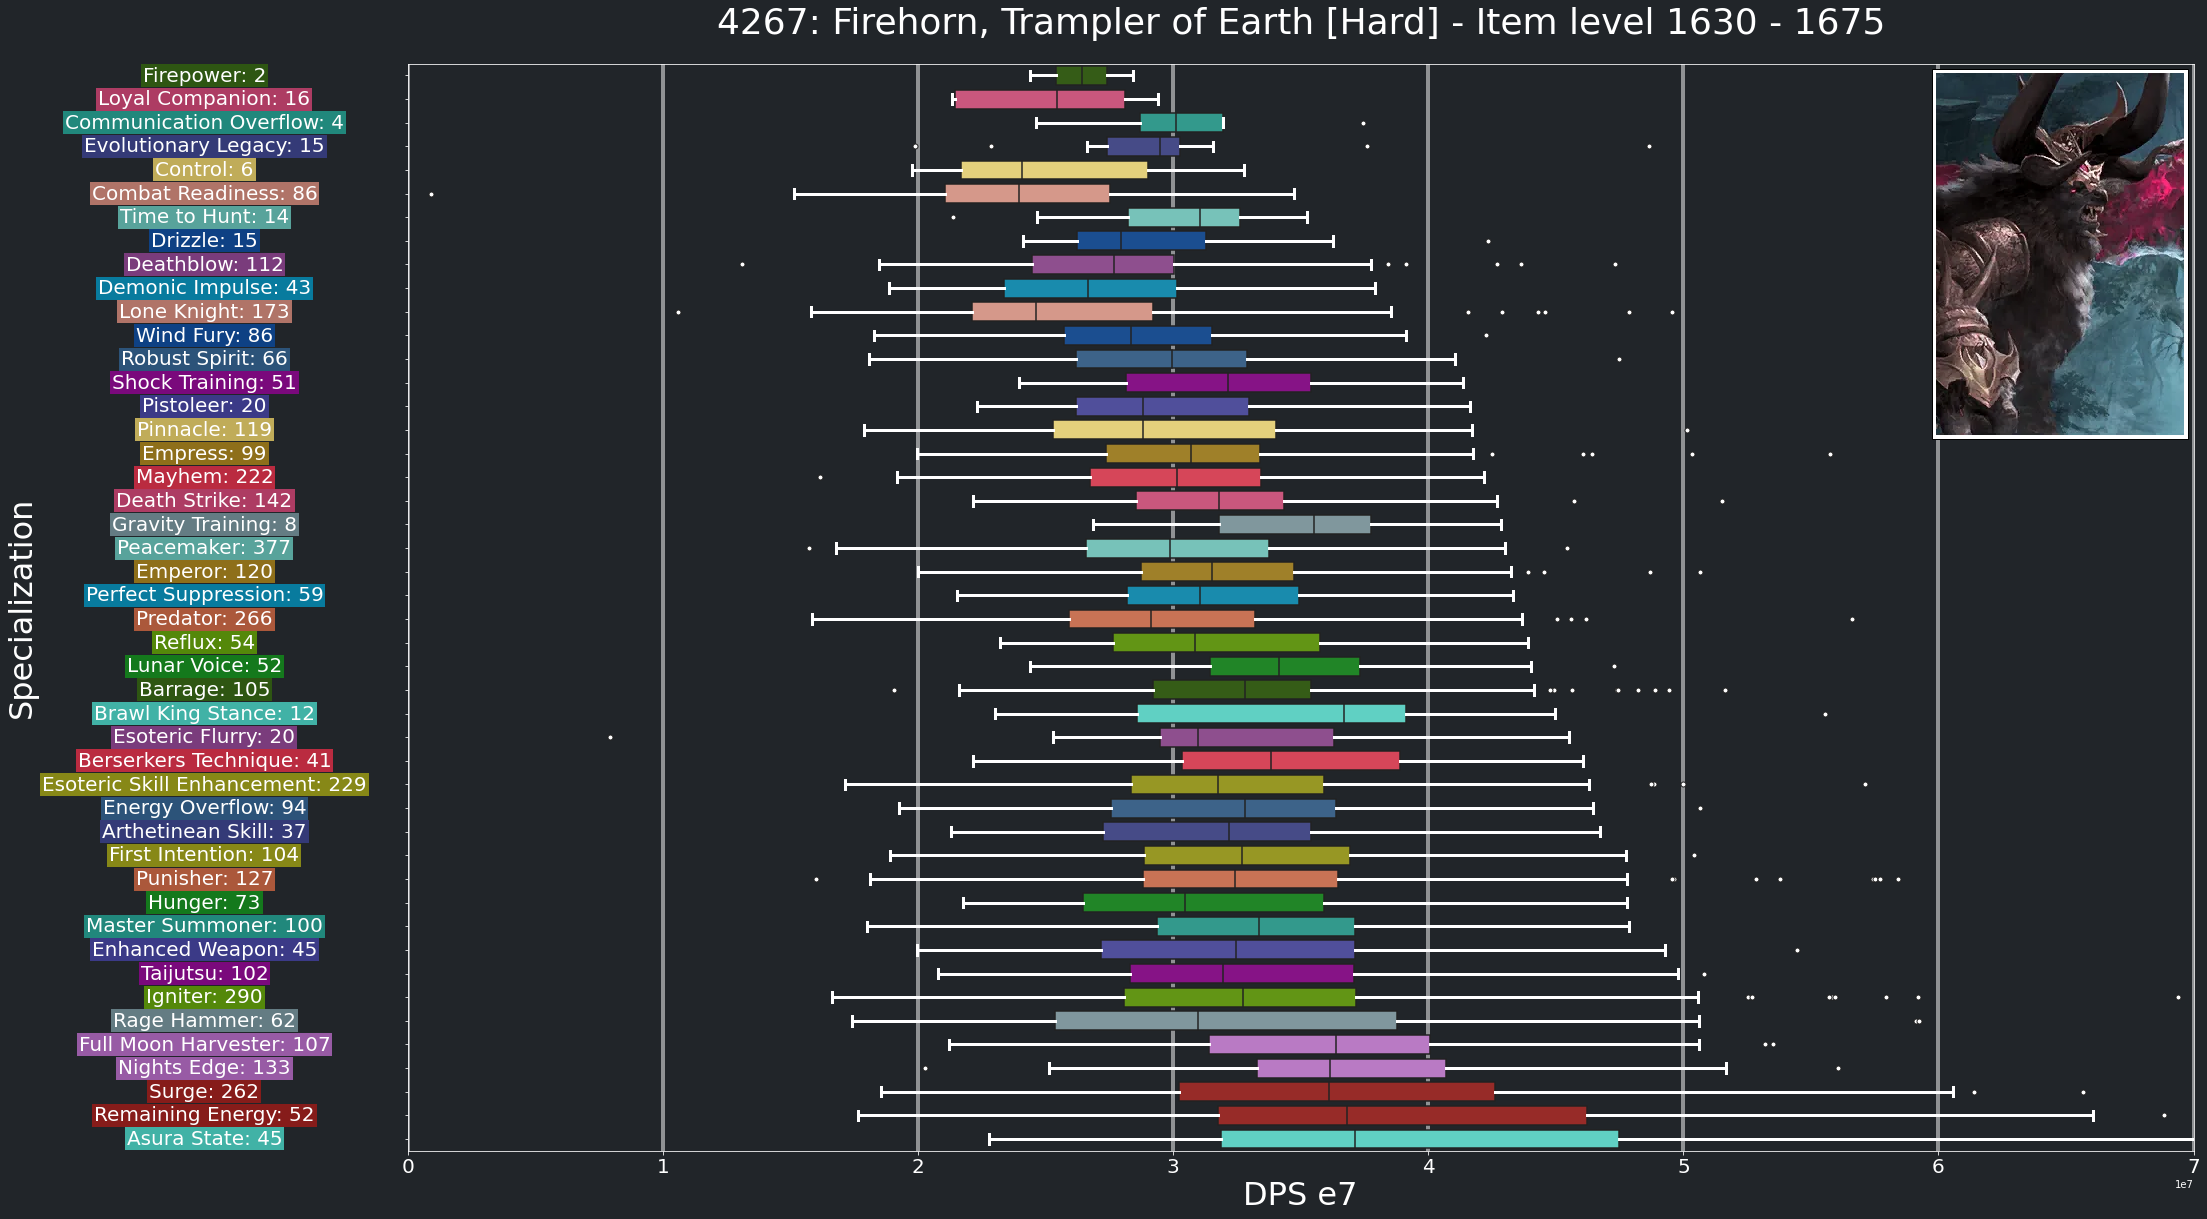 4267: Firehorn, Trampler of Earth [Hard] - Item level 1630 - 1675
Specialization
Firepower: 2
Loyal Companion: 16
Communication Overflow: 4
Evolutionary Legacy: 15
Control: 6
Combat Readiness: 86
Time to Hunt: 14
Drizzle: 15
Deathblow: 112
Demonic Impulse: 43
Lone Knight: 173
Wind Fury: 86
Robust Spirit: 66
Shock Training: 51
Pistoleer: 20
Pinnacle: 119
Empress: 99
Mayhem: 222
Death Strike: 142
Gravity Training: 8
Peacemaker: 377
Emperor: 120
Perfect Suppression: 59
Predator: 266
Reflux: 54
Lunar Voice: 52
Barrage: 105
Brawl King Stance: 12
Esoteric Flurry: 20
Berserkers Technique: 41
Esoteric Skill Enhancement: 229
Energy Overflow: 94
Arthetinean Skill: 37
First Intention: 104
Punisher: 127
Hunger: 73
Master Summoner: 100
Enhanced Weapon: 45
Taijutsu: 102
Igniter: 290
Rage Hammer: 62
Full Moon Harvester: 107
Nights Edge: 133
Surge: 262
Remaining Energy: 52
Asura State: 45
0 1 2 3 4 5 6 7
1e7
DPS e7